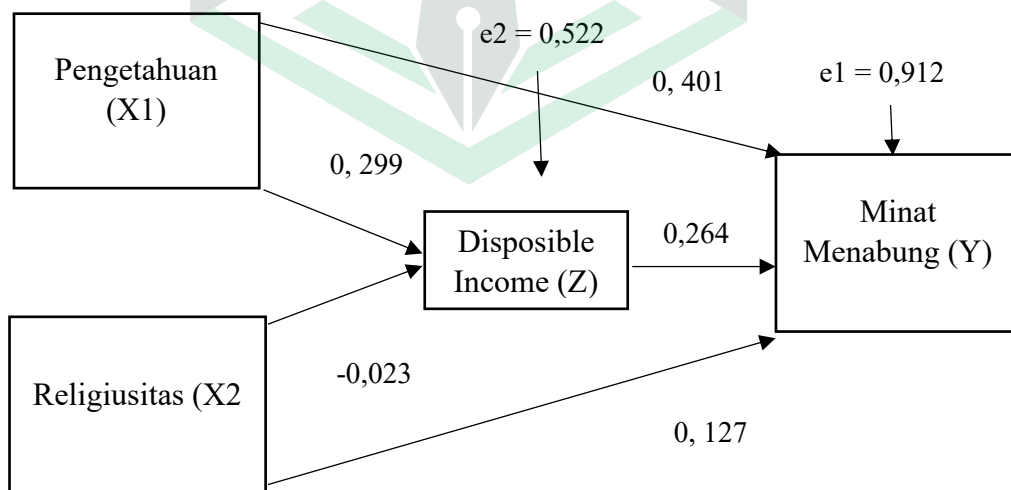 Pengetahuan
(X1)
e2 = 0,522
e1 = 0,912
0, 401
0, 299
Disposible
Income (Z)
0,264
Minat
Menabung (Y)
Religiusitas (X2
-0,023
0, 127